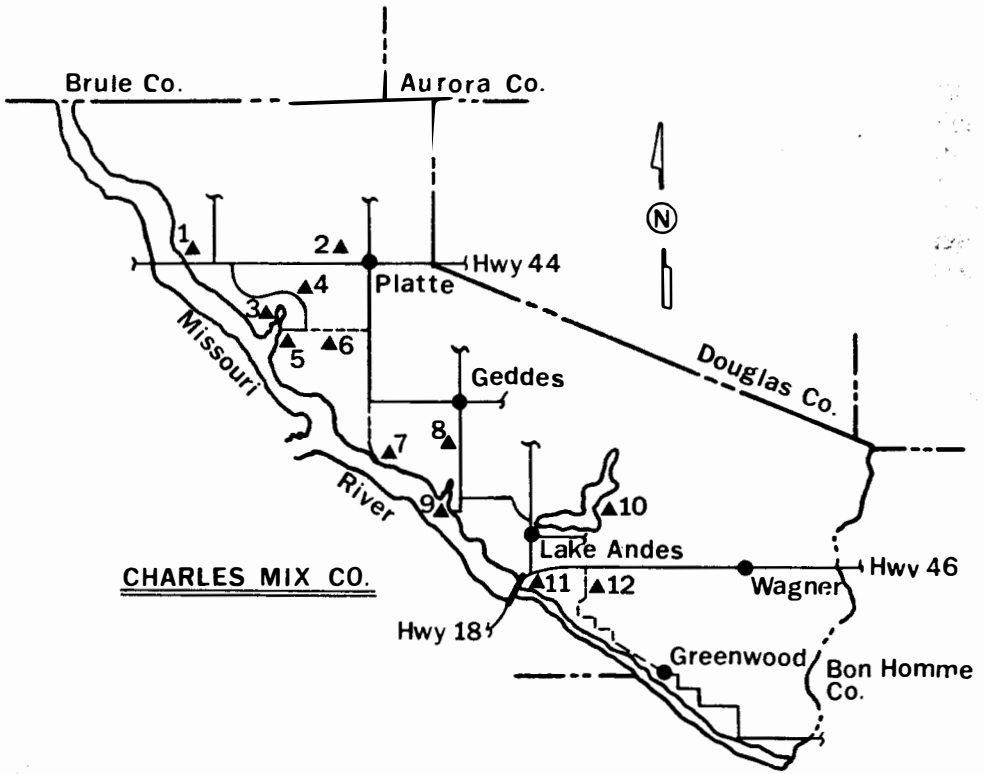 Brule Co.
Aurora Co.
N
1
2
Hwy 44
Platte
4
3
5
6
Missouri
Douglas Co.
Geddes
8
7
River
9
10
Lake Andes
CHARLES MIX CO.
11
12
Hwv 46
Wagner
Hwy 18
Greenwood
Bon Homme
Co.